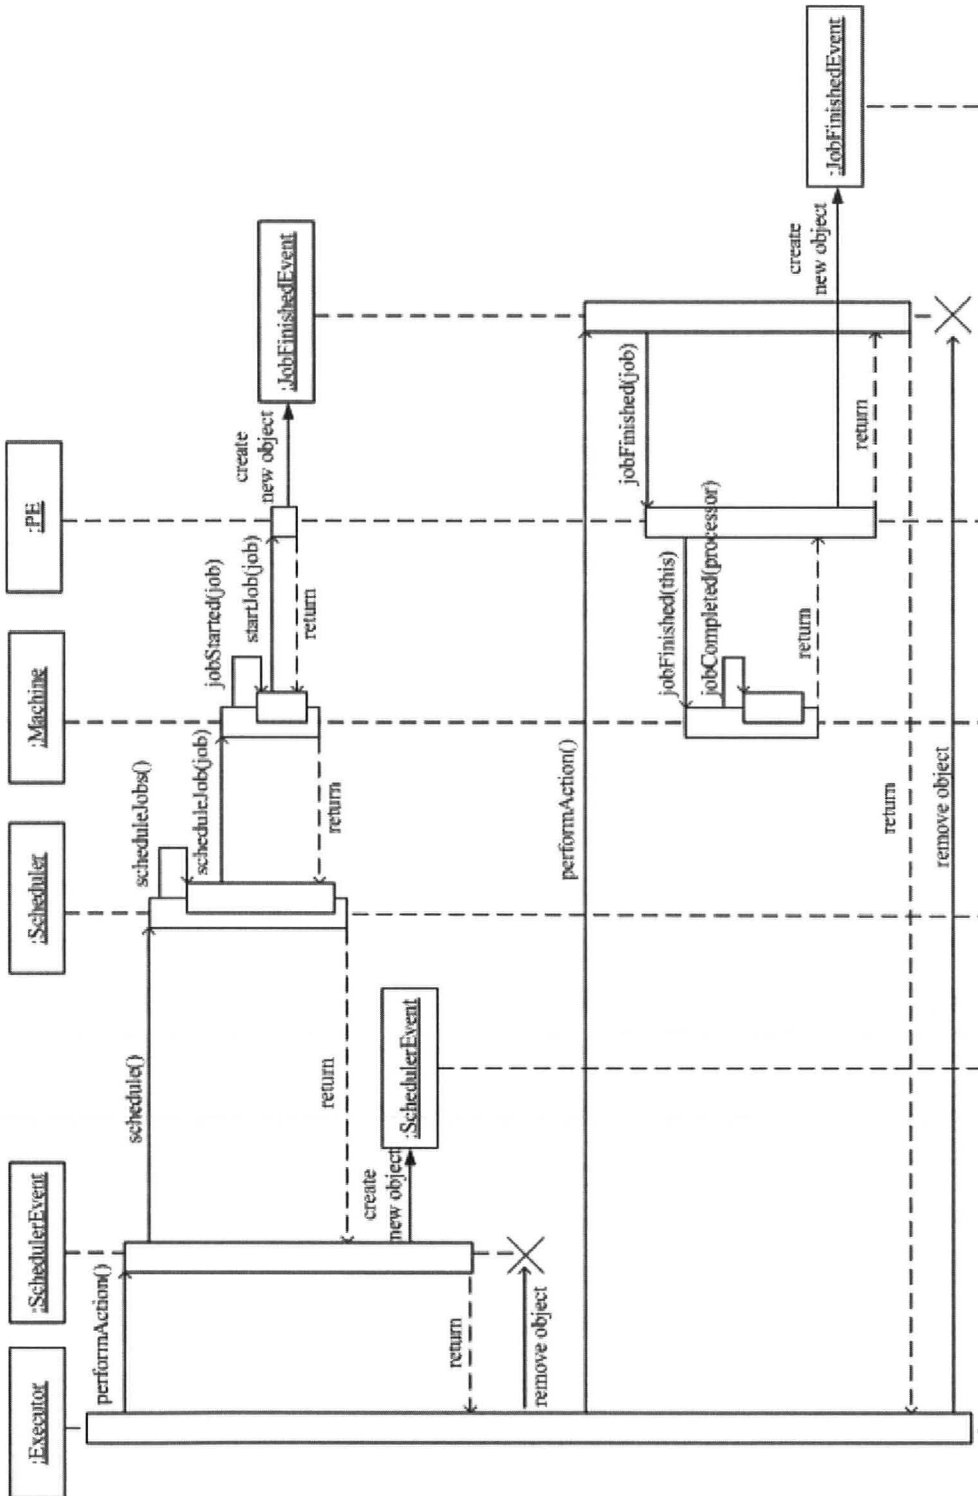 :Executor
:SchedulerEvent
:Scheduler
:Machine
:PE
performAction()
schedule()
scheduleJobs()
scheduleJob(job)
jobStarted(job)
startJob(job)
create
new object
:JobFinishedEvent
return
return
return
create
new object
:SchedulerEvent
return
remove object
performAction()
jobFinished(job)
jobFinished(this)
jobCompleted(processor)
return
create
new object
:JobFinishedEvent
return
return
remove object